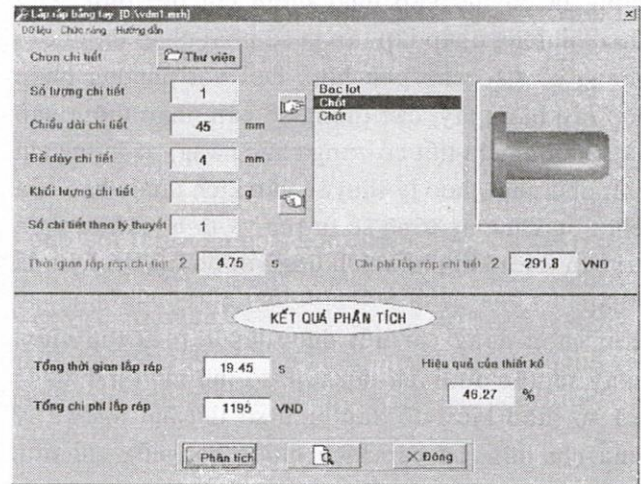 Lắp ráp bằng tay [D:\vdm1.msh]
Dữ liệu Chức năng Hướng dẫn
Chọn chi tiết Thư viện
Số lượng chi tiết 1
Chiều dài chi tiết 45 mm
Bề dày chi tiết 4 mm
Khối lượng chi tiết g
Số chi tiết theo lý thuyết 1
Bac lot
Chốt
Chốt
Thời gian lắp ráp chi tiết 2 4.75 s Chi phí lắp ráp chi tiết 2 291.8 VND
KẾT QUẢ PHÂN TÍCH
Tổng thời gian lắp ráp 19.45 s
Hiệu quả của thiết kế
46.27 %
Tổng chi phí lắp ráp 1195 VND
Phân tích Đóng